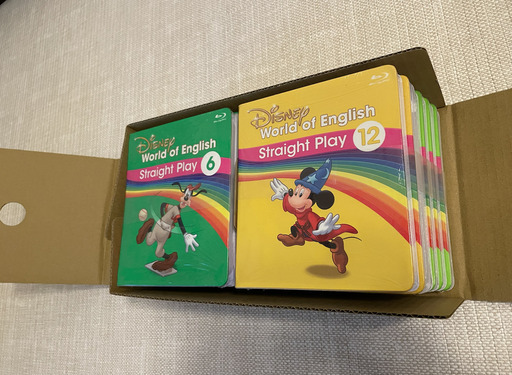 Disney
World of English
Straight Play 6
Disney
World of English
Straight Play 12